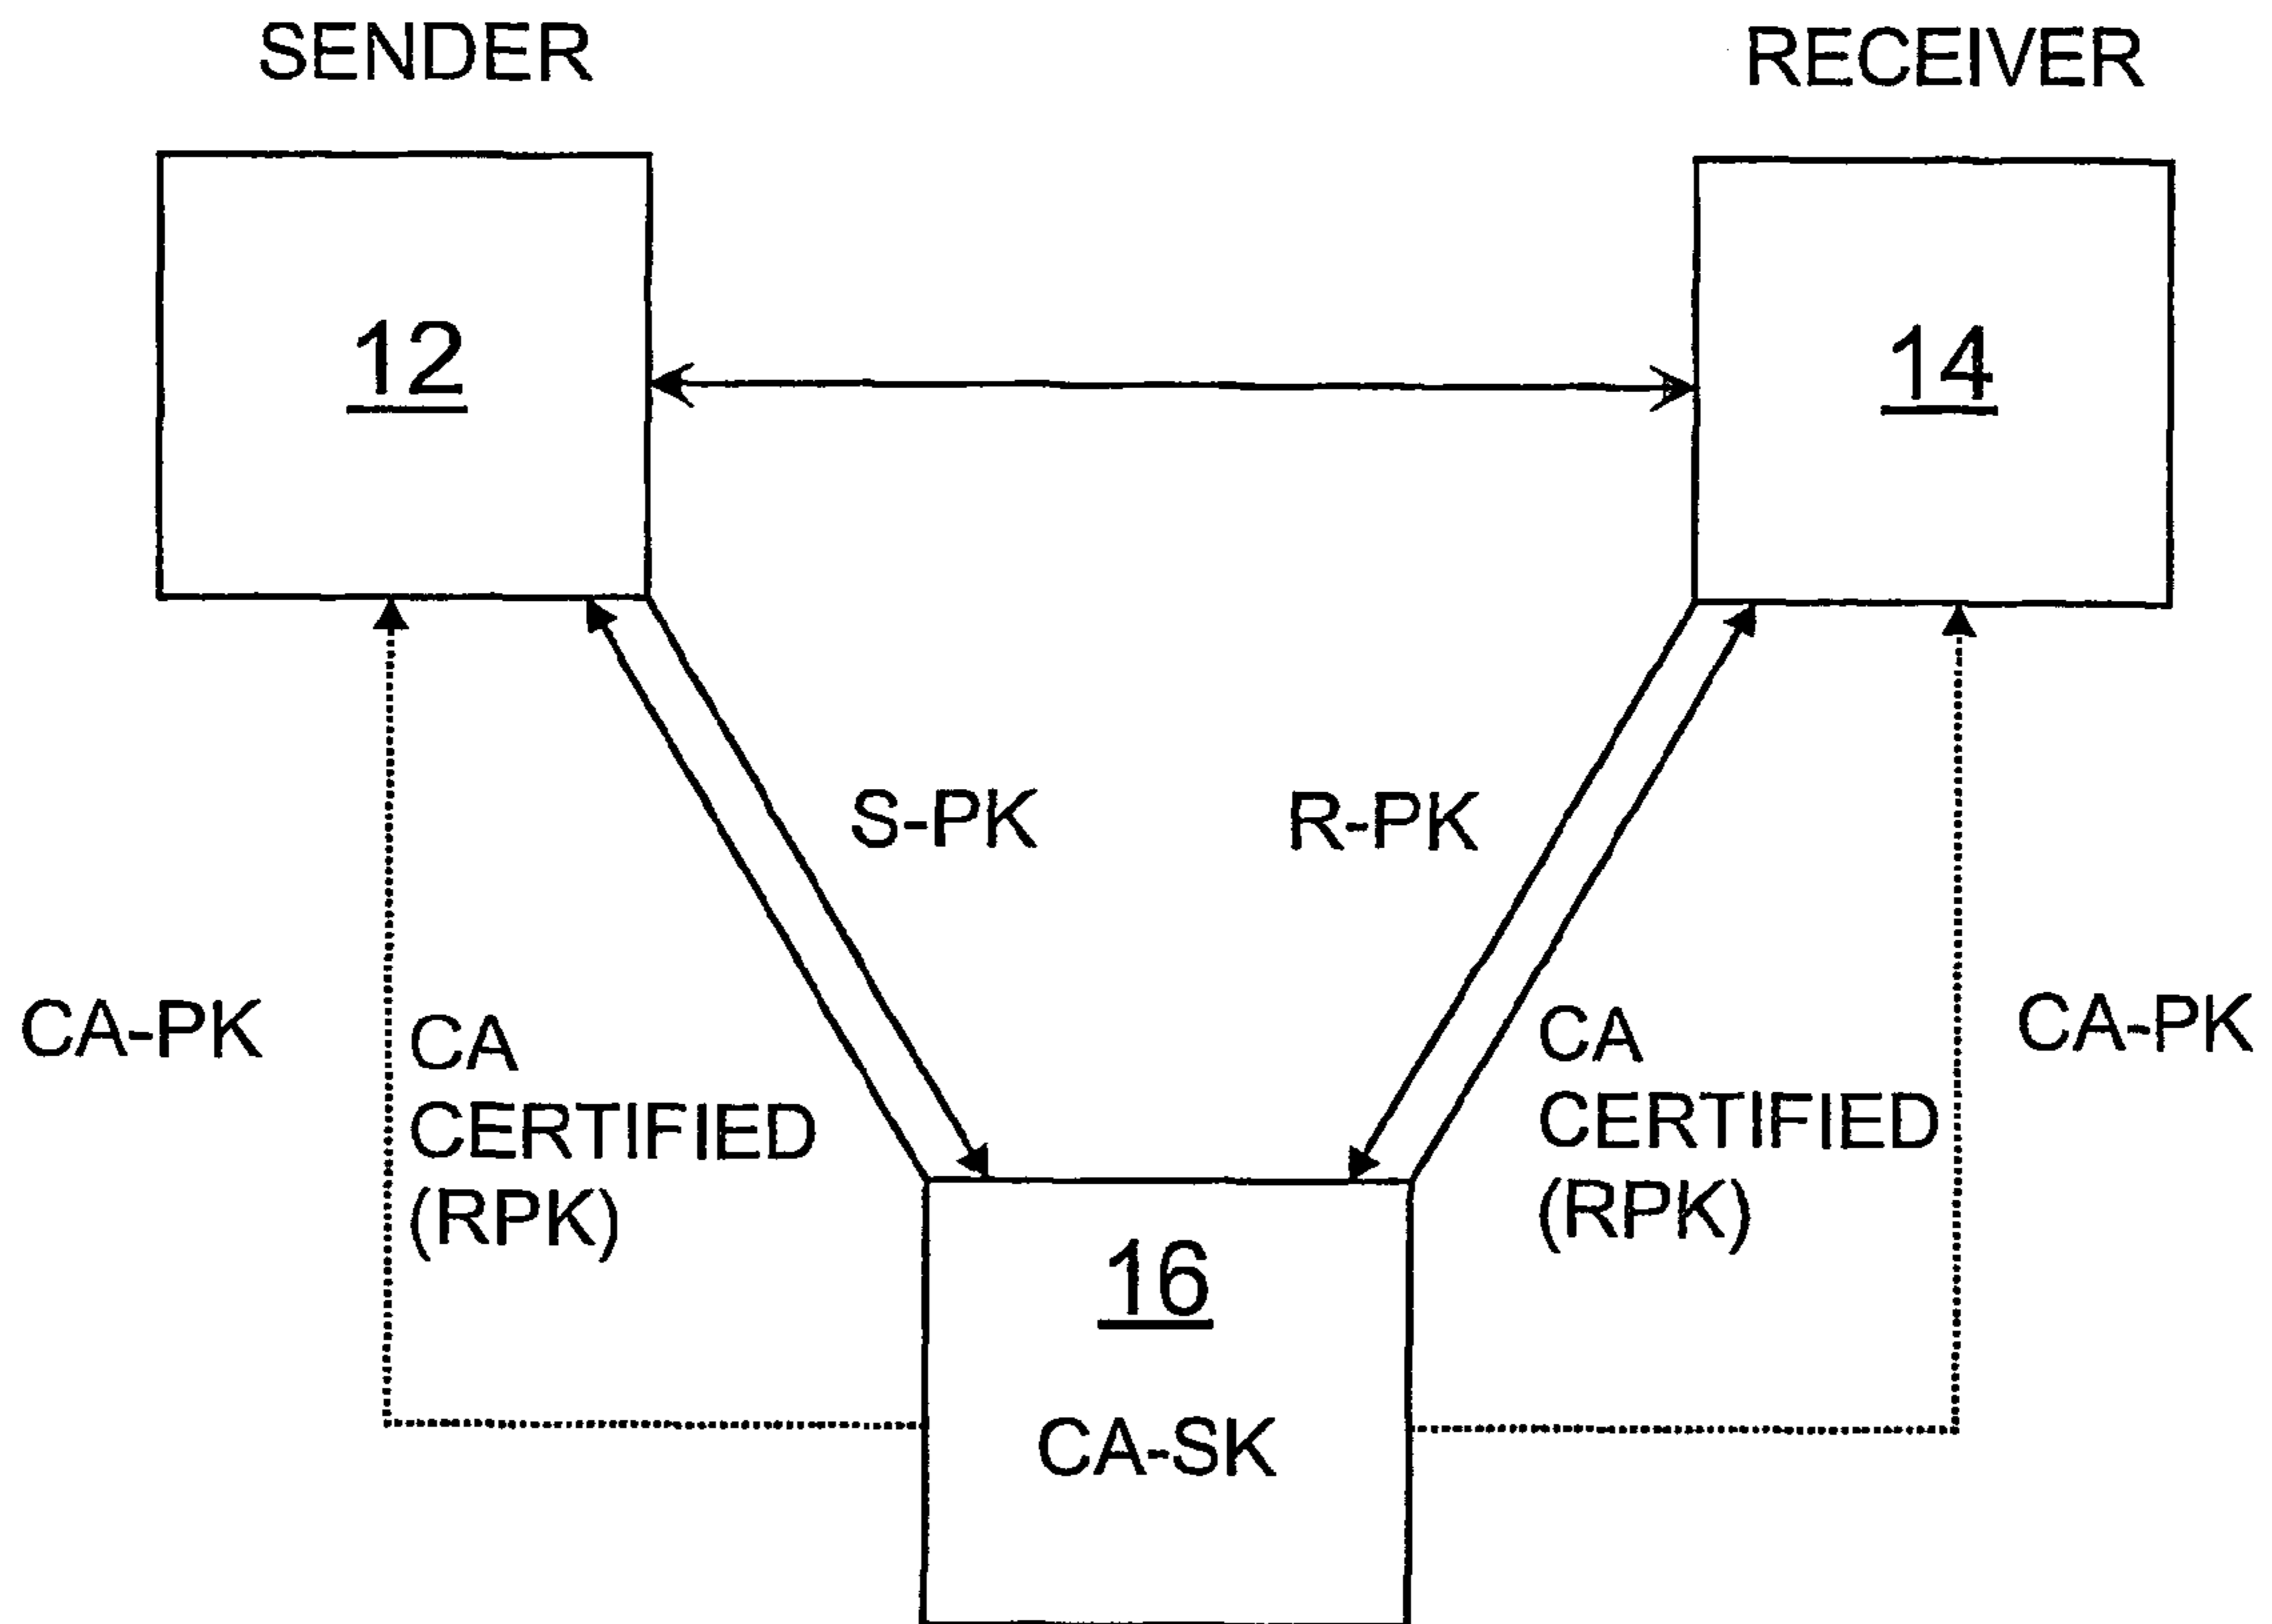 SENDER
RECEIVER
12
14
S-PK
R-PK
CA-PK
CA
CERTIFIED
(RPK)
CA
CERTIFIED
(RPK)
CA-PK
16
CA-SK